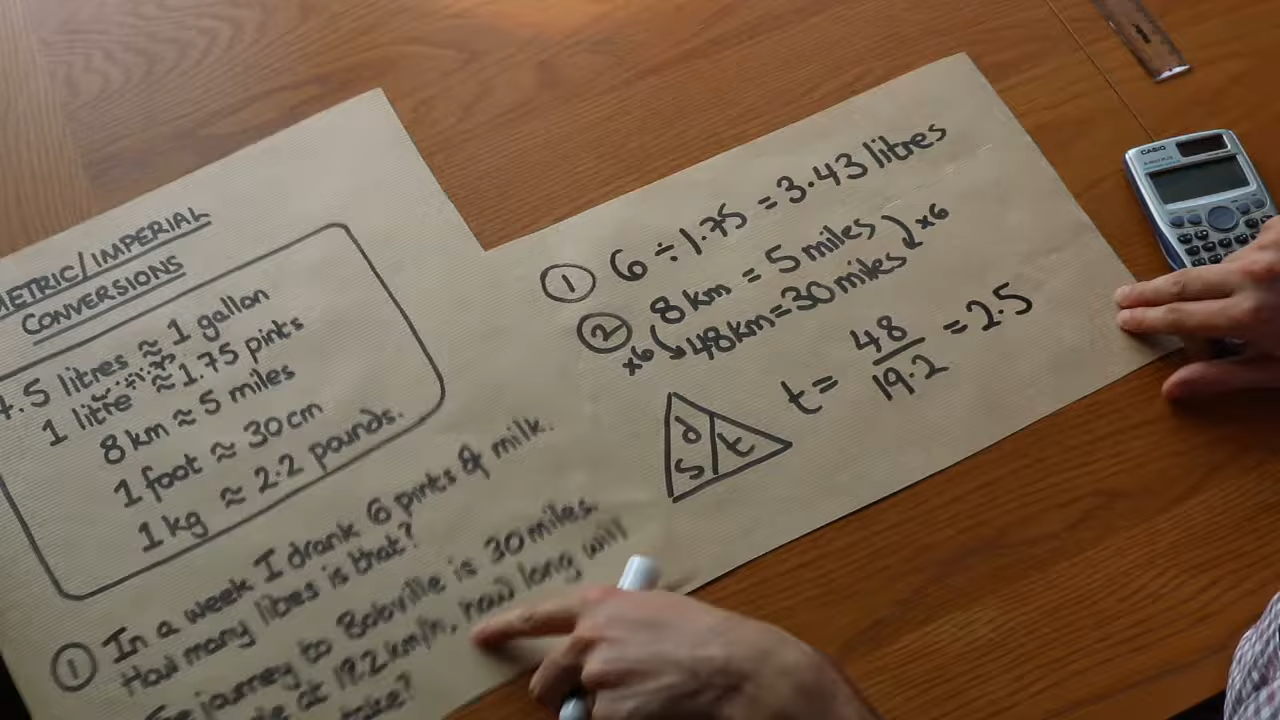 METRIC/IMPERIAL
CONVERSIONS
4.5 litres ≈ 1 gallon
1 litre ≈ 1.75 pints
8 km ≈ 5 miles
1 foot ≈ 30 cm
1 kg ≈ 2.2 pounds.
① In a week I drank 6 pints of milk.
How many litres is that?
journey to Bobville is 30 miles.
at 19.2 km/h, how long will
take?
① 6 ÷ 1.75 = 3.43 litres
② 8 km = 5 miles ×6
×6 48 km = 30 miles
d
s t
t = 48/19.2 = 2.5
CASIO